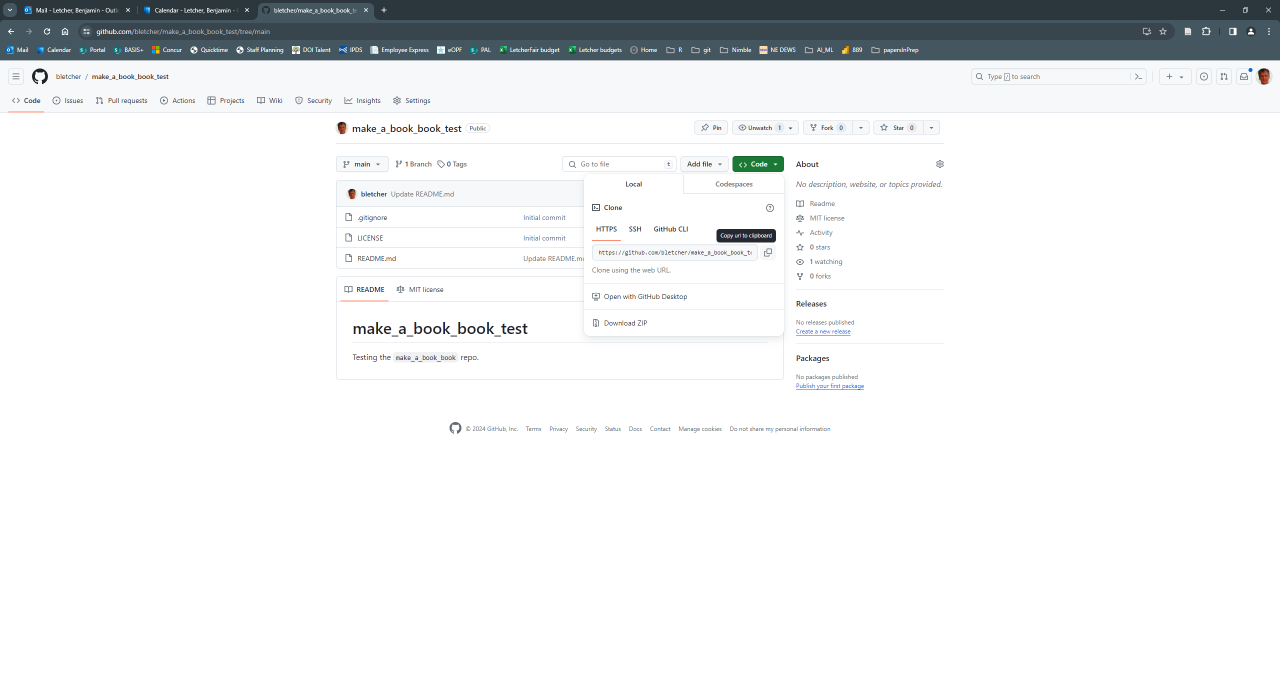 Mail - Letcher, Benjamin - Outl
Calendar - Letcher, Benjamin -
bletcher/make_a_book_book_te
github.com/bletcher/make_a_book_book_test/tree/main
Mail Calendar Portal BASIS+ Concur Quicktime Staff Planning DOI Talent IPDS Employee Express eOPF PAL LetcherFair budget Letcher budgets Home R git Nimble NE DEWS AI_ML 889 papersInPrep
bletcher / make_a_book_book_test
Type / to search
Code Issues Pull requests Actions Projects Wiki Security Insights Settings
make_a_book_book_test Public
Pin Unwatch 1 Fork 0 Star 0
main 1 Branch 0 Tags Go to file t Add file Code
About
No description, website, or topics provided.
Readme
MIT license
Activity
0 stars
1 watching
0 forks
Releases
No releases published
Create a new release
Packages
No packages published
Publish your first package
bletcher Update README.md
.gitignore Initial commit
LICENSE Initial commit
README.md Update README.m
Local Codespaces
Clone
HTTPS SSH GitHub CLI
Copy url to clipboard
https://github.com/bletcher/make_a_book_book_te
Clone using the web URL.
Open with GitHub Desktop
Download ZIP
README MIT license
make_a_book_book_test
Testing the make_a_book_book repo.
© 2024 GitHub, Inc. Terms Privacy Security Status Docs Contact Manage cookies Do not share my personal information